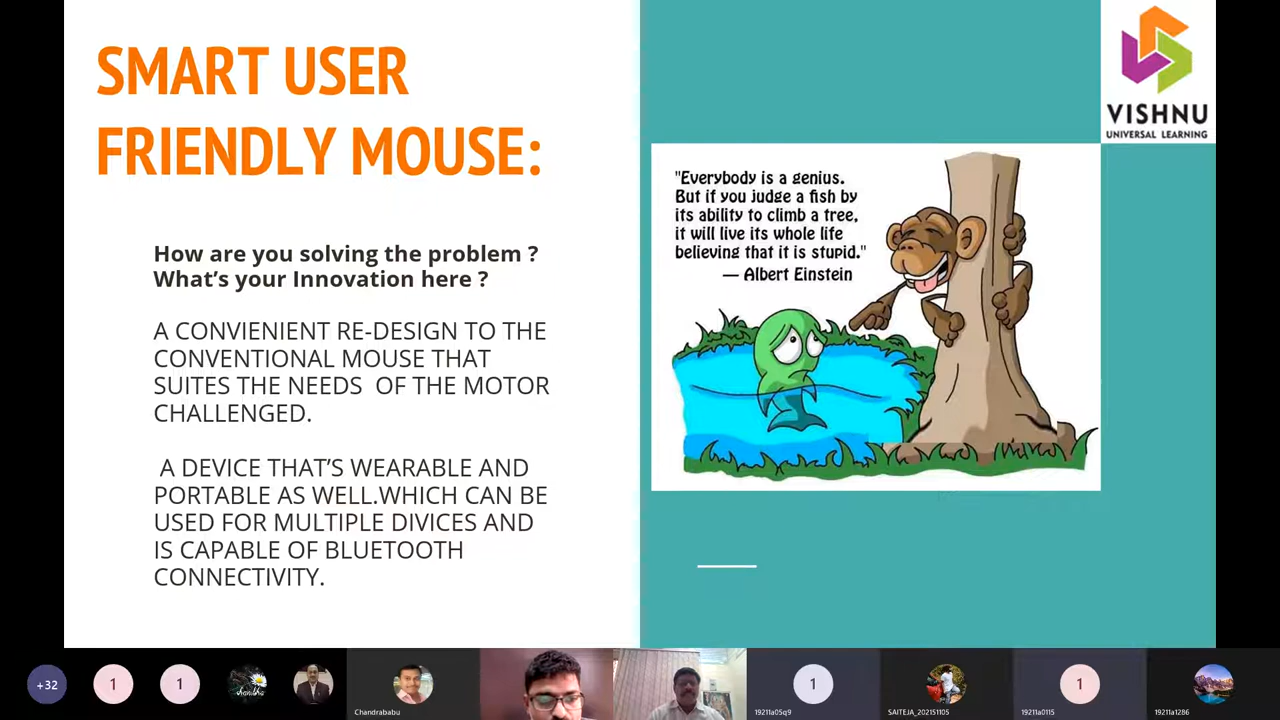 SMART USER
FRIENDLY MOUSE:
How are you solving the problem ?
What's your Innovation here ?
A CONVIENIENT RE-DESIGN TO THE
CONVENTIONAL MOUSE THAT
SUITES THE NEEDS  OF THE MOTOR
CHALLENGED.
A DEVICE THAT'S WEARABLE AND
PORTABLE AS WELL.WHICH CAN BE
USED FOR MULTIPLE DIVICES AND
IS CAPABLE OF BLUETOOTH
CONNECTIVITY.
VISHNU
UNIVERSAL LEARNING
"Everybody is a genius.
But if you judge a fish by
its ability to climb a tree,
it will live its whole life
believing that it is stupid."
— Albert Einstein
+32
1
1
1
1
Chandrababu
19211a05q9
SAITEJA_202151105
19211a0115
19211a1286